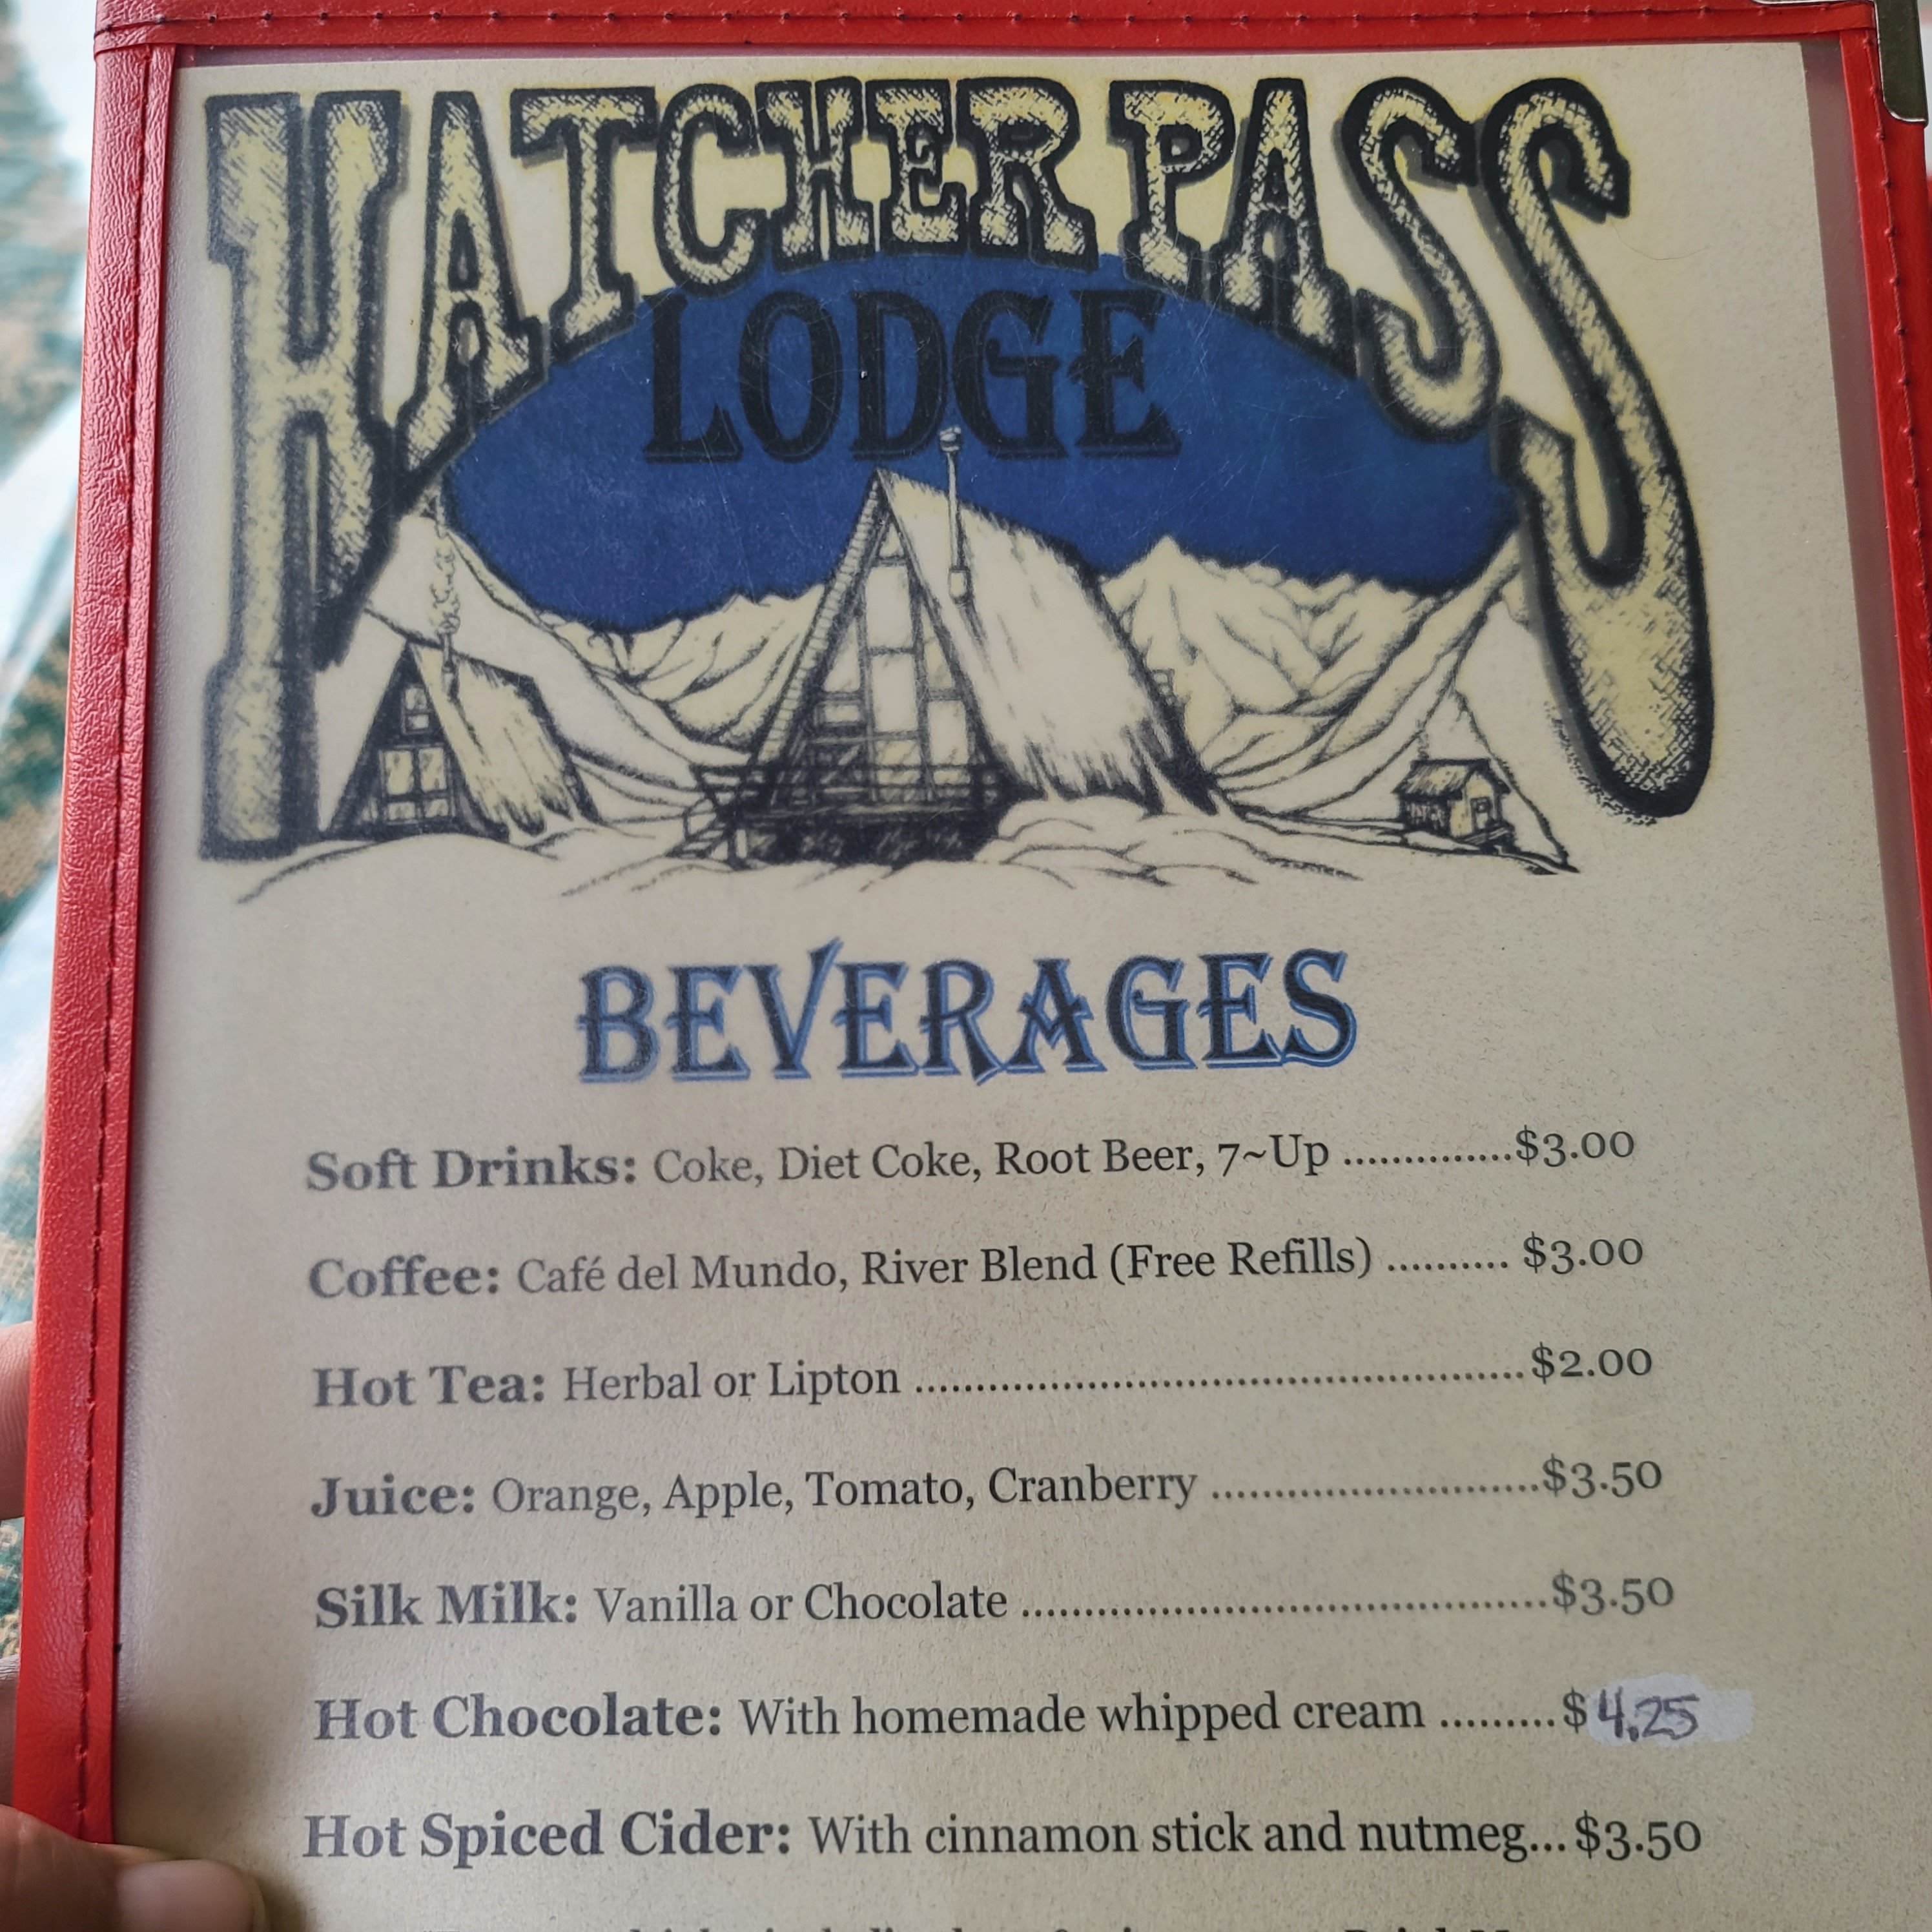 HATCHER PASS
LODGE
BEVERAGES
Soft Drinks: Coke, Diet Coke, Root Beer, 7~Up ..............$3.00
Coffee: Café del Mundo, River Blend (Free Refills) .......... $3.00
Hot Tea: Herbal or Lipton ..................................................$2.00
Juice: Orange, Apple, Tomato, Cranberry ..........................$3.50
Silk Milk: Vanilla or Chocolate ..........................................$3.50
Hot Chocolate: With homemade whipped cream .........$ 4.25
Hot Spiced Cider: With cinnamon stick and nutmeg...$3.50